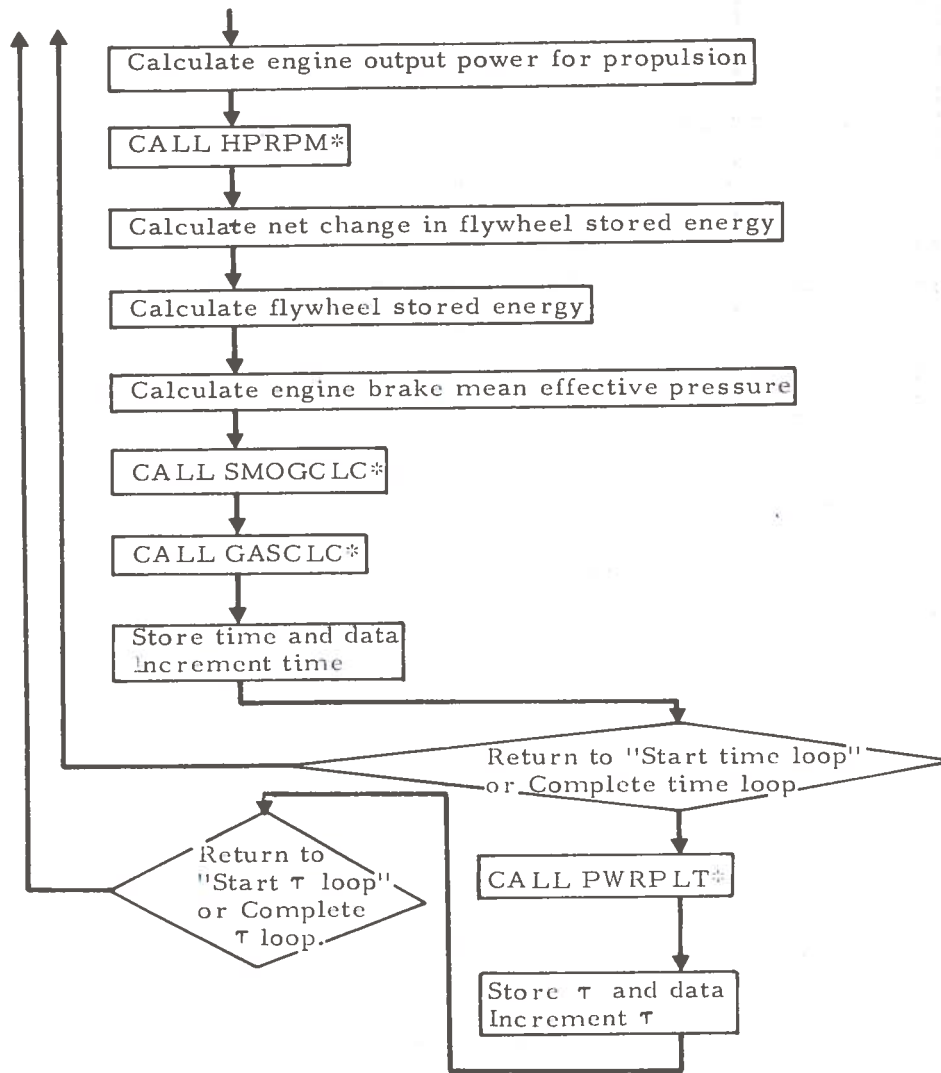 Calculate engine output power for propulsion
CALL HPRPM*
Calculate net change in flywheel stored energy
Calculate flywheel stored energy
Calculate engine brake mean effective pressure
CALL SMOGCLC*
CALL GASCLC*
Store time and data
Increment time
Return to "Start time loop"
or Complete time loop
Return to
"Start τ loop"
or Complete
τ loop.
CALL PWRPLT*
Store τ and data
Increment τ